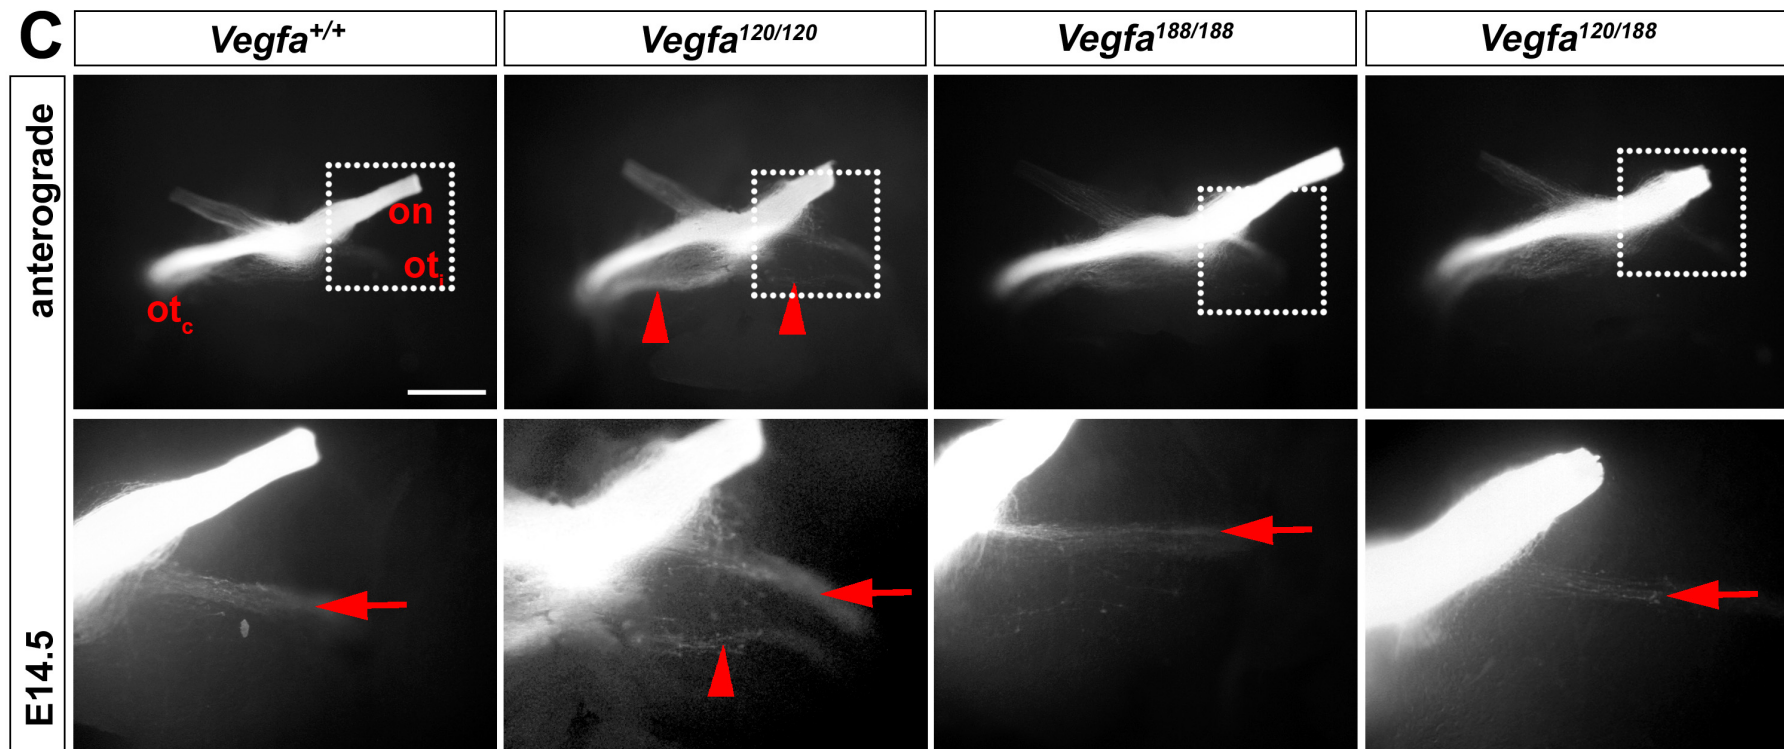 C
Vegfa+/+
Vegfa120/120
Vegfa188/188
Vegfa120/188
anterograde
on
oti
otc
E14.5